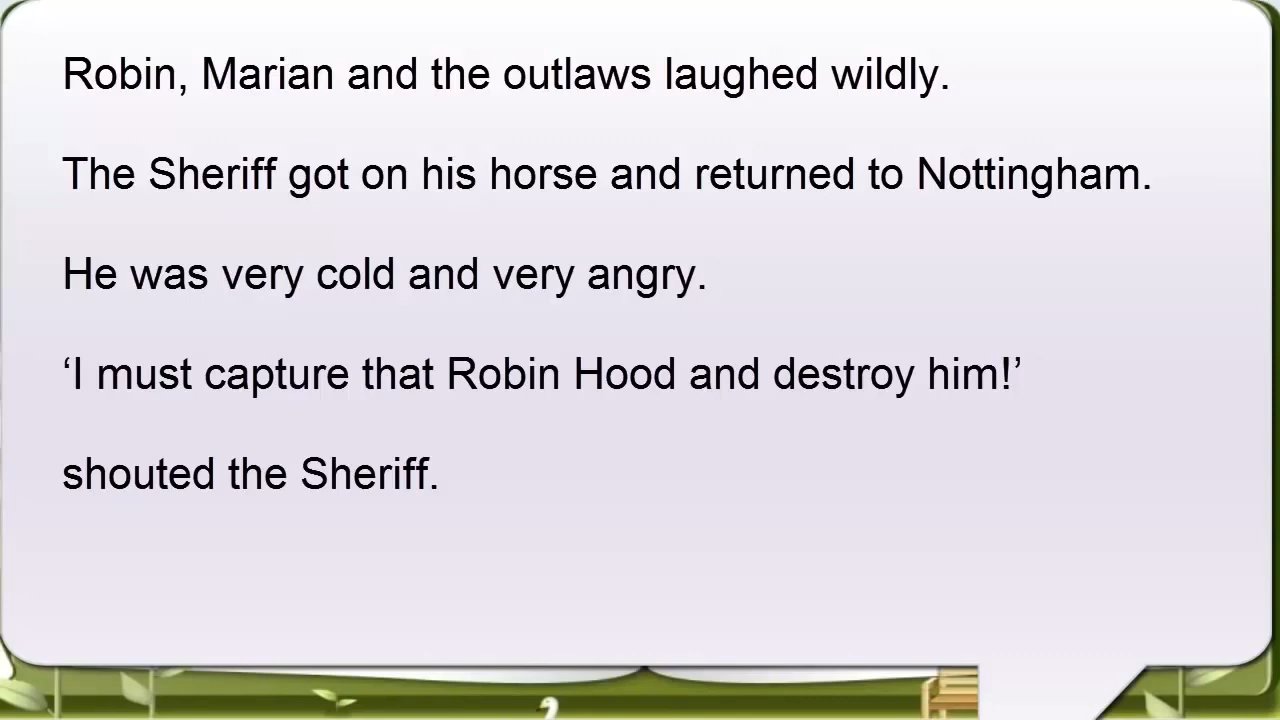 Robin, Marian and the outlaws laughed wildly.
The Sheriff got on his horse and returned to Nottingham.
He was very cold and very angry.
‘I must capture that Robin Hood and destroy him!’
shouted the Sheriff.